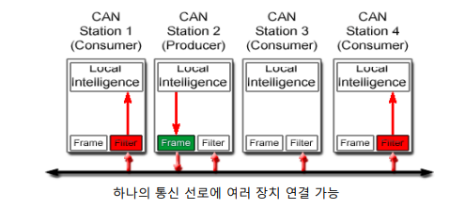 CAN Station 1 (Consumer)
CAN Station 2 (Producer)
CAN Station 3 (Consumer)
CAN Station 4 (Consumer)
Local Intelligence
Local Intelligence
Local Intelligence
Local Intelligence
Frame Filter
Frame Filter
Frame Filter
Frame Filter
하나의 통신 선로에 여러 장치 연결 가능